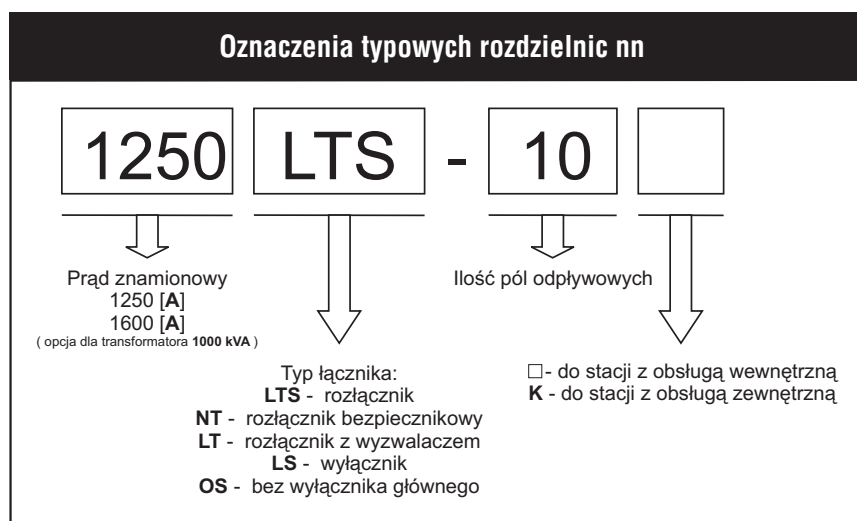 Oznaczenia typowych rozdzielnic nn
1250 LTS - 10
Prąd znamionowy
1250 [A]
1600 [A]
( opcja dla transformatora 1000 kVA )
Typ łącznika:
LTS - rozłącznik
NT - rozłącznik bezpiecznikowy
LT - rozłącznik z wyzwalaczem
LS - wyłącznik
OS - bez wyłącznika głównego
Ilość pól odpływowych
□ - do stacji z obsługą wewnętrzną
K - do stacji z obsługą zewnętrzną